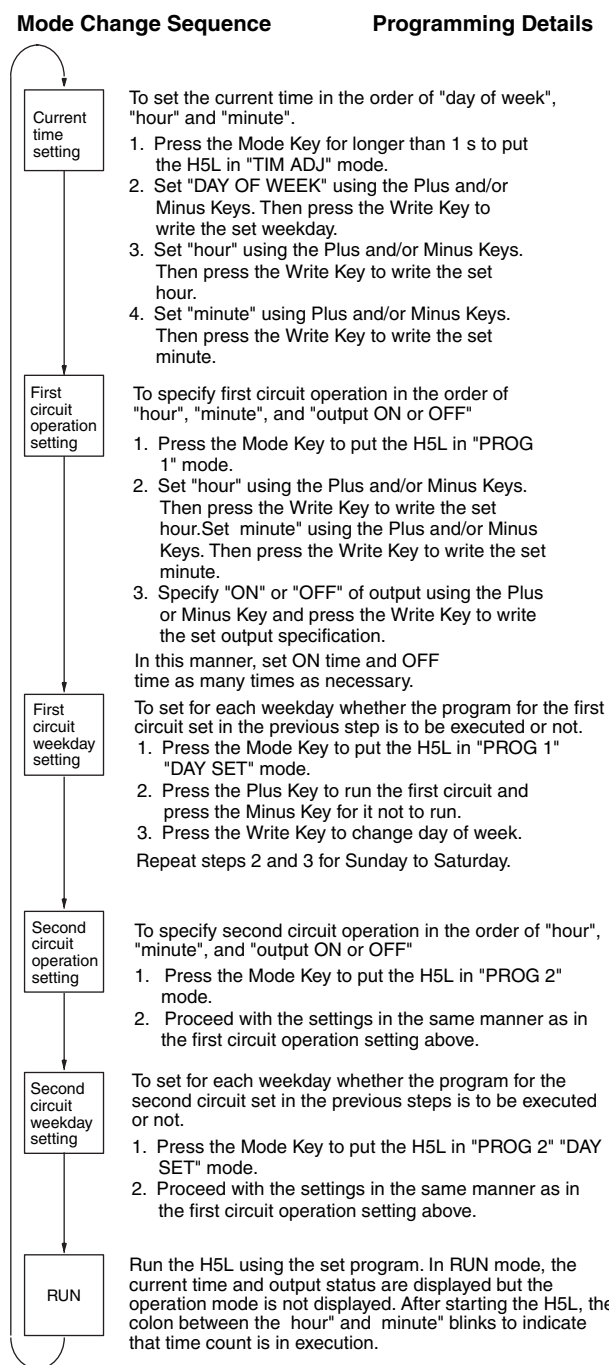 Mode Change Sequence
Programming Details
Current
time
setting
To set the current time in the order of "day of week",
"hour" and "minute".
1. Press the Mode Key for longer than 1 s to put
the H5L in "TIM ADJ" mode.
2. Set "DAY OF WEEK" using the Plus and/or
Minus Keys. Then press the Write Key to
write the set weekday.
3. Set "hour" using the Plus and/or Minus Keys.
Then press the Write Key to write the set
hour.
4. Set "minute" using Plus and/or Minus Keys.
Then press the Write Key to write the set
minute.
First
circuit
operation
setting
To specify first circuit operation in the order of
"hour", "minute", and "output ON or OFF"
1. Press the Mode Key to put the H5L in "PROG
1" mode.
2. Set "hour" using the Plus and/or Minus Keys.
Then press the Write Key to write the set
hour.Set minute" using the Plus and/or Minus
Keys. Then press the Write Key to write the set
minute.
3. Specify "ON" or "OFF" of output using the Plus
or Minus Key and press the Write Key to write
the set output specification.
In this manner, set ON time and OFF
time as many times as necessary.
First
circuit
weekday
setting
To set for each weekday whether the program for the first
circuit set in the previous step is to be executed or not.
1. Press the Mode Key to put the H5L in "PROG 1"
"DAY SET" mode.
2. Press the Plus Key to run the first circuit and
press the Minus Key for it not to run.
3. Press the Write Key to change day of week.
Repeat steps 2 and 3 for Sunday to Saturday.
Second
circuit
operation
setting
To specify second circuit operation in the order of "hour",
"minute", and "output ON or OFF"
1. Press the Mode Key to put the H5L in "PROG 2"
mode.
2. Proceed with the settings in the same manner as in
the first circuit operation setting above.
Second
circuit
weekday
setting
To set for each weekday whether the program for the
second circuit set in the previous steps is to be executed
or not.
1. Press the Mode Key to put the H5L in "PROG 2" "DAY
SET" mode.
2. Proceed with the settings in the same manner as in
the first circuit operation setting above.
RUN
Run the H5L using the set program. In RUN mode, the
current time and output status are displayed but the
operation mode is not displayed. After starting the H5L, the
colon between the hour" and minute" blinks to indicate
that time count is in execution.